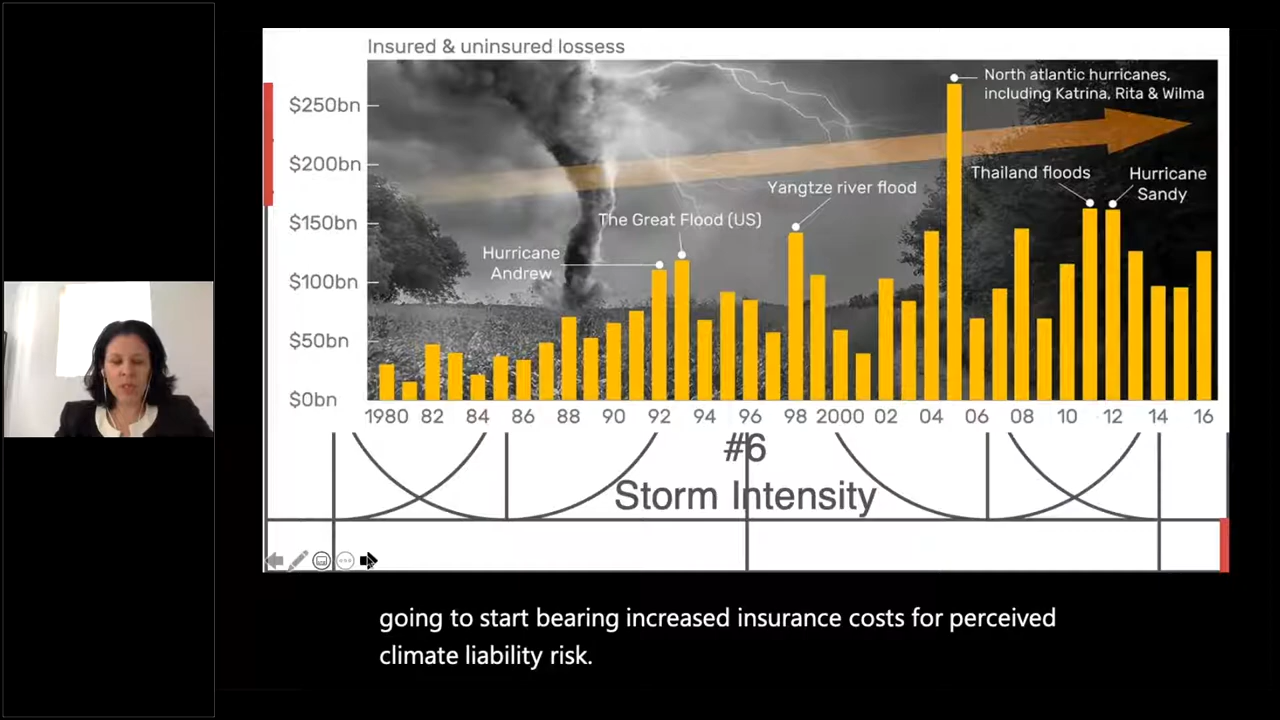 Insured & uninsured lossess
$250bn
$200bn
$150bn
$100bn
$50bn
$0bn
North atlantic hurricanes,
including Katrina, Rita & Wilma
Thailand floods
Hurricane
Sandy
Yangtze river flood
The Great Flood (US)
Hurricane
Andrew
1980 82 84 86 88 90 92 94 96 98 2000 02 04 06 08 10 12 14 16
#6
Storm Intensity
going to start bearing increased insurance costs for perceived
climate liability risk.